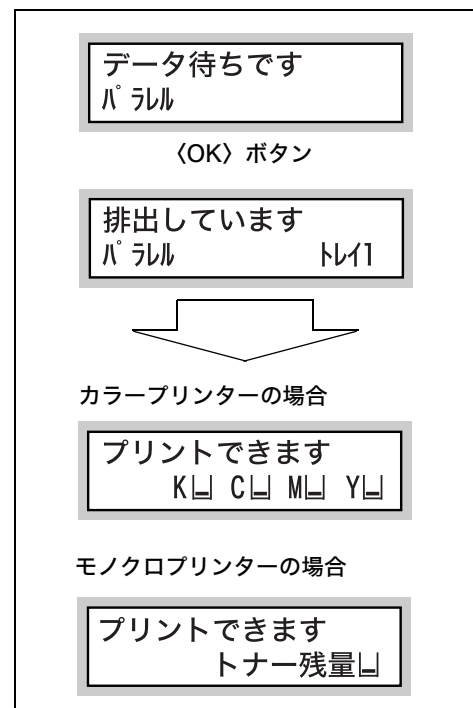 データ待ちです
ﾊﾟﾗﾚﾙ
〈OK〉ボタン
排出しています
ﾊﾟﾗﾚﾙ ﾄﾚｲ1
カラープリンターの場合
プリントできます
K C M Y
モノクロプリンターの場合
プリントできます
トナー残量